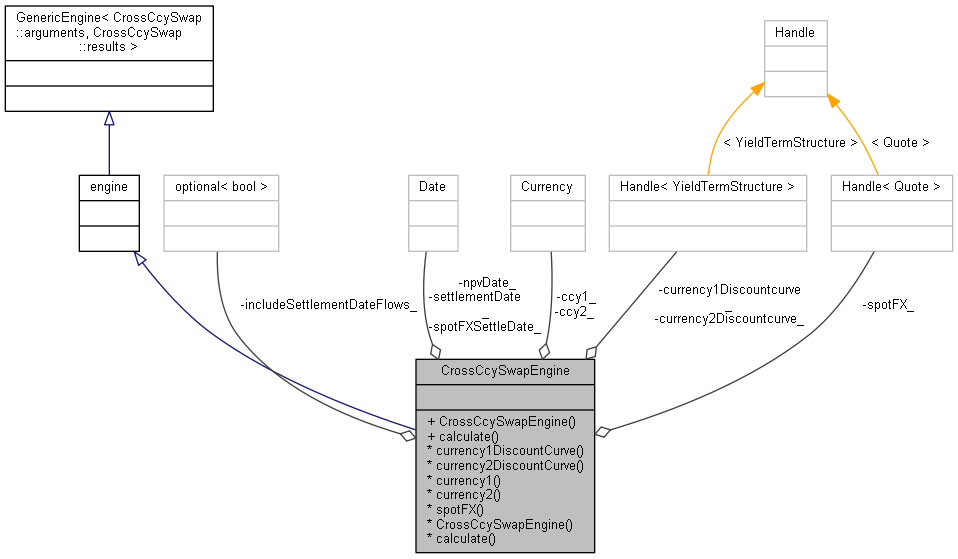 GenericEngine< CrossCcySwap
::arguments, CrossCcySwap
::results >
Handle
< YieldTermStructure >
< Quote >
engine
optional< bool >
Date
Currency
Handle< YieldTermStructure >
Handle< Quote >
-includeSettlementDateFlows_
-npvDate_
-settlementDate
_
-spotFXSettleDate_
-ccy1_
-ccy2_
-currency1Discountcurve
_
-currency2Discountcurve_
-spotFX_
CrossCcySwapEngine
+ CrossCcySwapEngine()
+ calculate()
* currency1DiscountCurve()
* currency2DiscountCurve()
* currency1()
* currency2()
* spotFX()
* CrossCcySwapEngine()
* calculate()